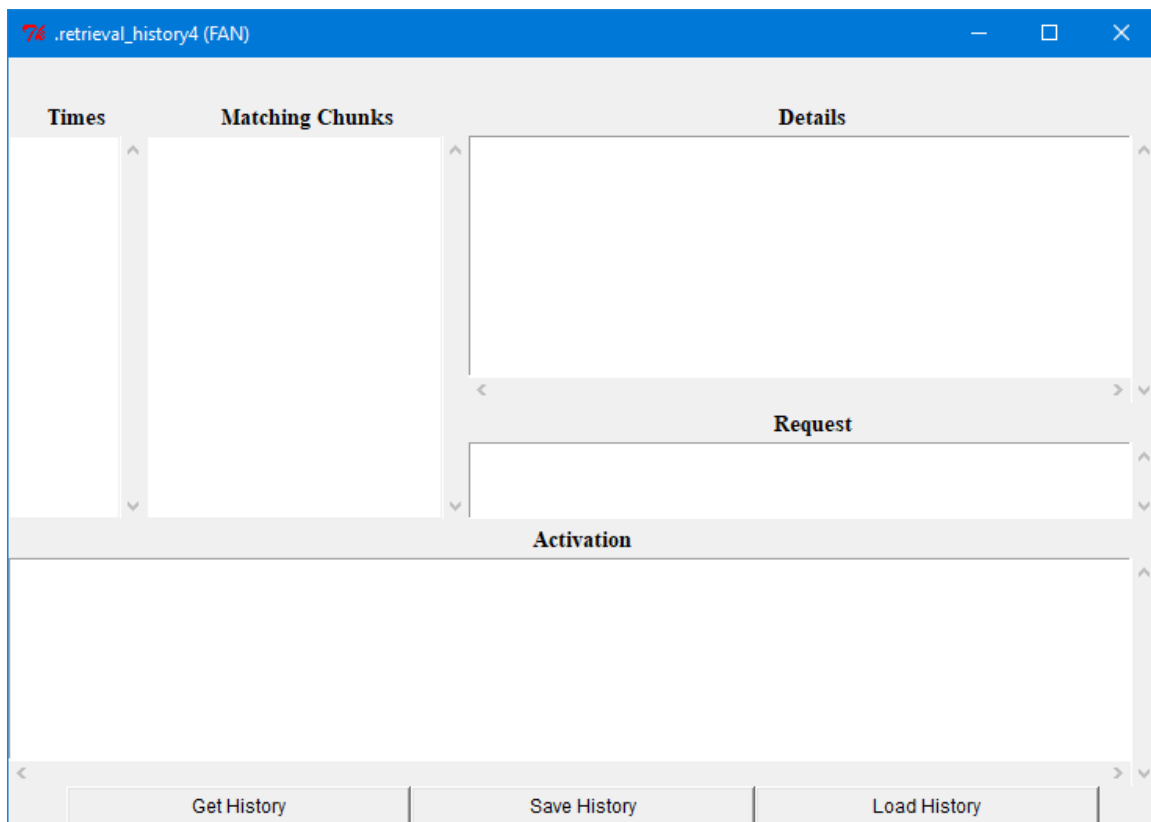 .retrieval_history4 (FAN)
Times
Matching Chunks
Details
Request
Activation
Get History
Save History
Load History